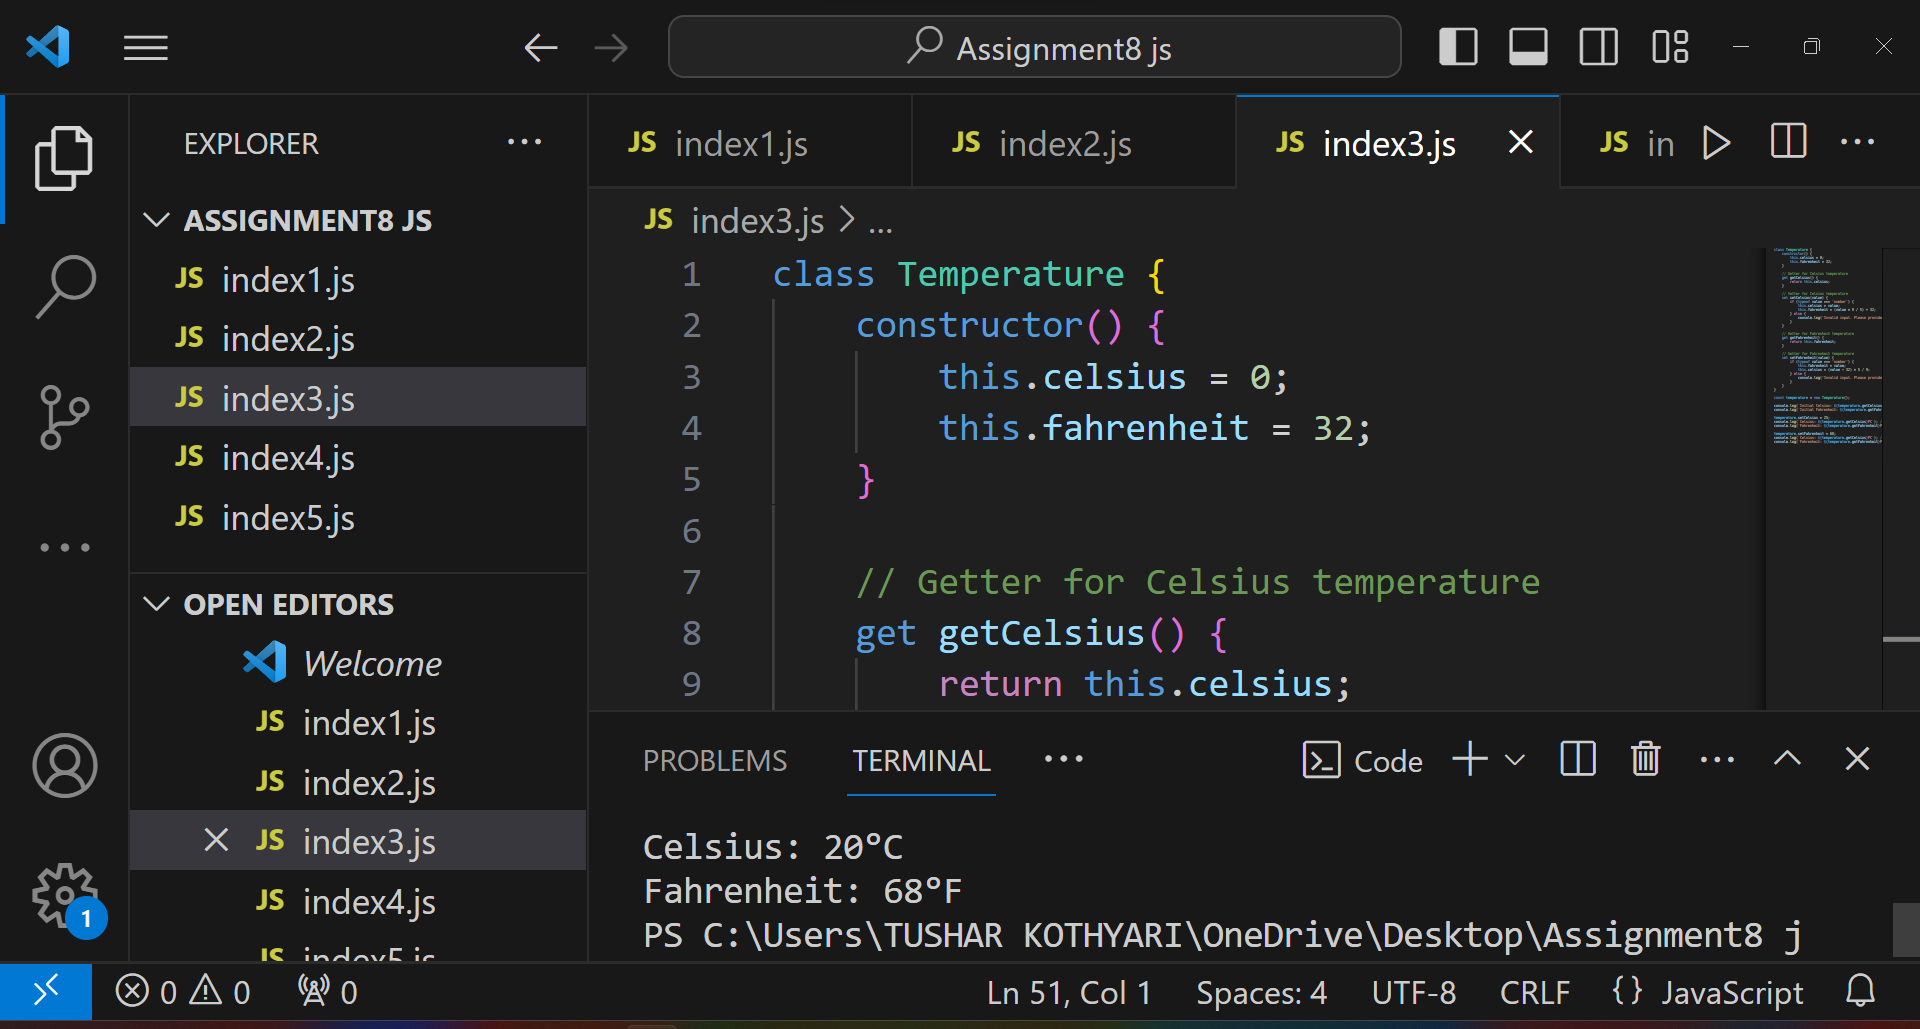 Assignment8 js
EXPLORER
ASSIGNMENT8 JS
JS index1.js
JS index2.js
JS index3.js
JS index4.js
JS index5.js
OPEN EDITORS
Welcome
JS index1.js
JS index2.js
JS index3.js
JS index4.js
JS index5.js
1
JS index1.js
JS index2.js
JS index3.js
JS in
JS index3.js > ...
1 class Temperature {
2 constructor() {
3 this.celsius = 0;
4 this.fahrenheit = 32;
5 }
6
7 // Getter for Celsius temperature
8 get getCelsius() {
9 return this.celsius;
PROBLEMS TERMINAL ... Code
Celsius: 20°C
Fahrenheit: 68°F
PS C:\Users\TUSHAR KOTHYARI\OneDrive\Desktop\Assignment8 j
0 0 0 Ln 51, Col 1 Spaces: 4 UTF-8 CRLF {} JavaScript